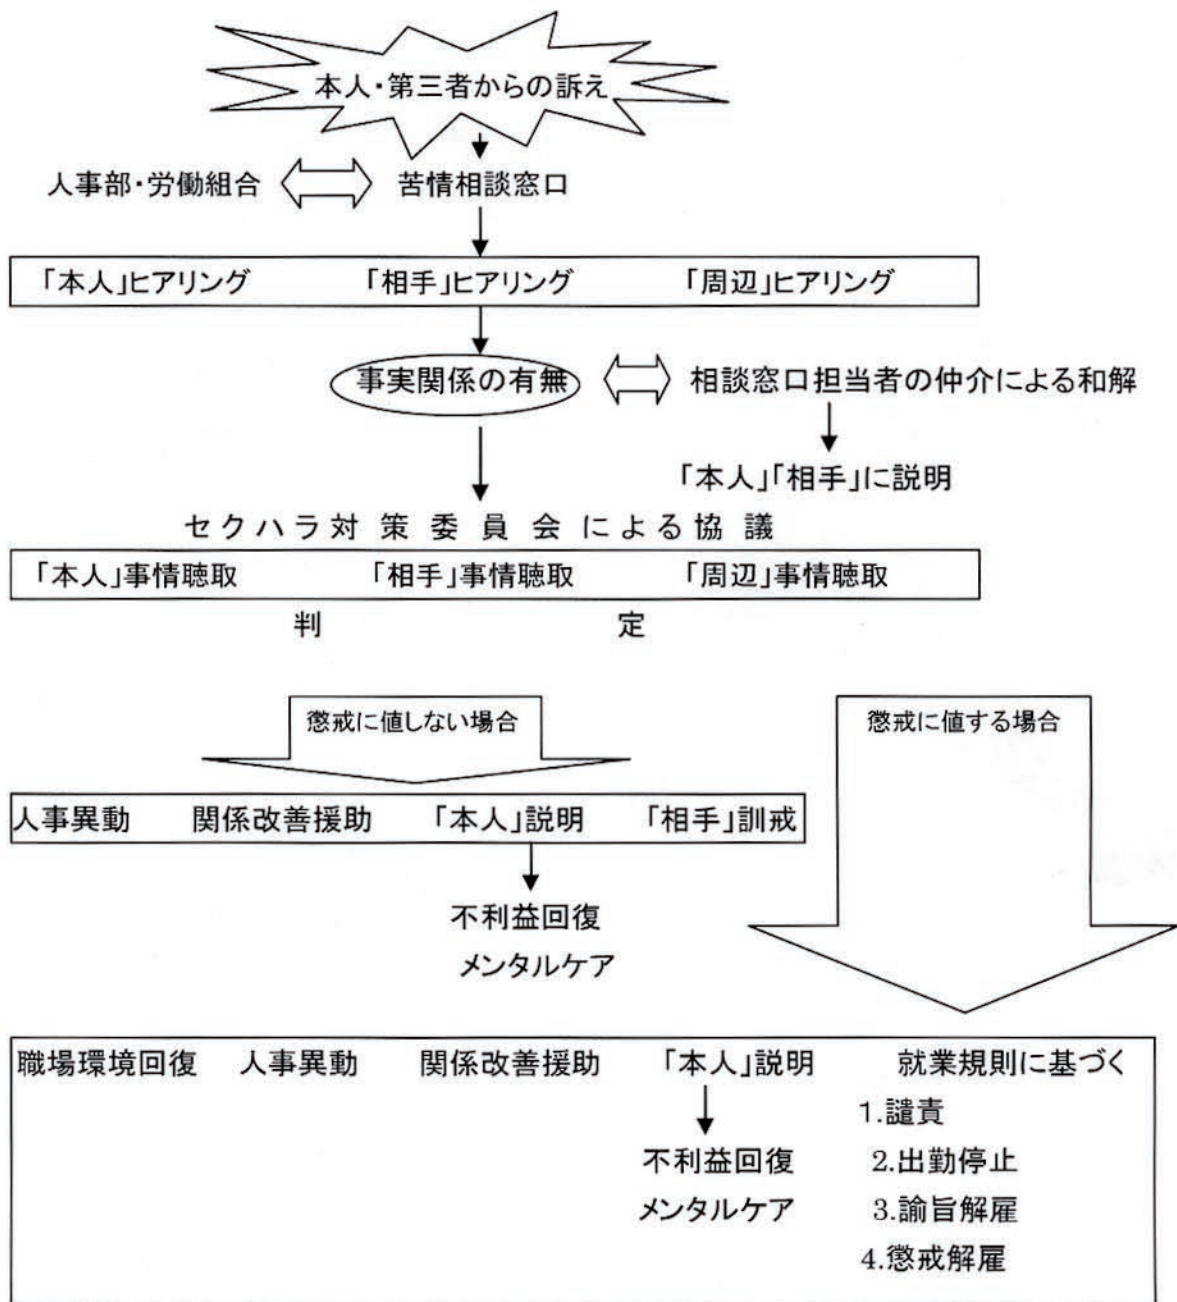 本人・第三者からの訴え
人事部・労働組合 苦情相談窓口
「本人」ヒアリング 「相手」ヒアリング 「周辺」ヒアリング
事実関係の有無 相談窓口担当者の仲介による和解
「本人」「相手」に説明
セクハラ対策委員会による協議
「本人」事情聴取 「相手」事情聴取 「周辺」事情聴取
判 定
懲戒に値しない場合 懲戒に値する場合
人事異動 関係改善援助 「本人」説明 「相手」訓戒
不利益回復
メンタルケア
職場環境回復 人事異動 関係改善援助 「本人」説明 就業規則に基づく
1.譴責
不利益回復 2.出勤停止
メンタルケア 3.諭旨解雇
4.懲戒解雇